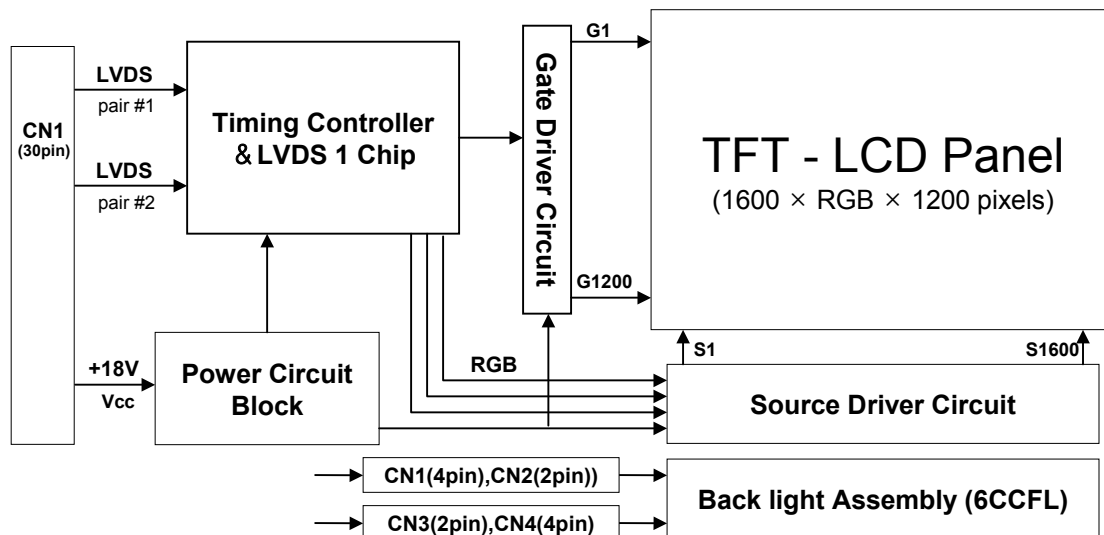 CN1
(30pin)
LVDS
pair #1
LVDS
pair #2
+18V
Vcc
Timing Controller
& LVDS 1 Chip
Power Circuit
Block
RGB
Gate Driver Circuit
G1
G1200
TFT - LCD Panel
(1600 × RGB × 1200 pixels)
S1
S1600
Source Driver Circuit
CN1(4pin),CN2(2pin))
CN3(2pin),CN4(4pin)
Back light Assembly (6CCFL)